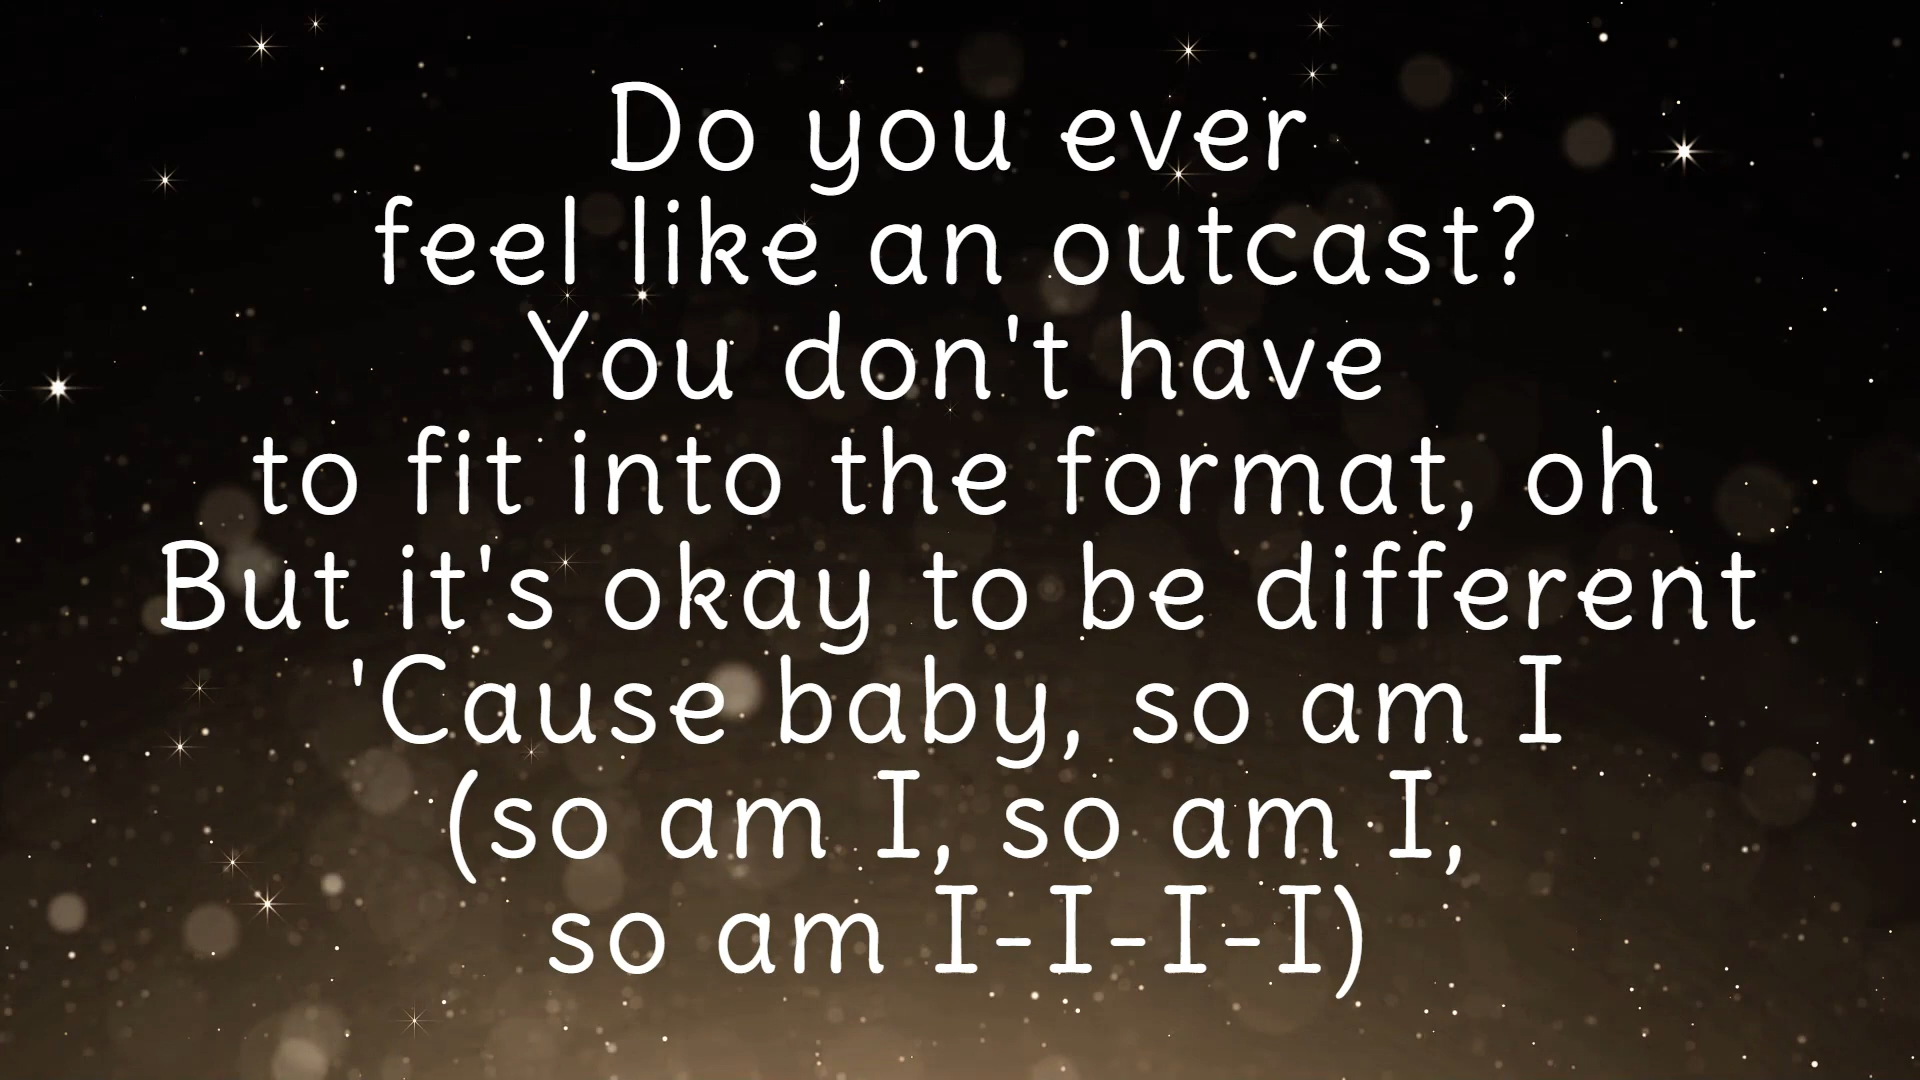 Do you ever
feel like an outcast?
You don't have
to fit into the format, oh
But it's okay to be different
'Cause baby, so am I
(so am I, so am I,
so am I-I-I-I)